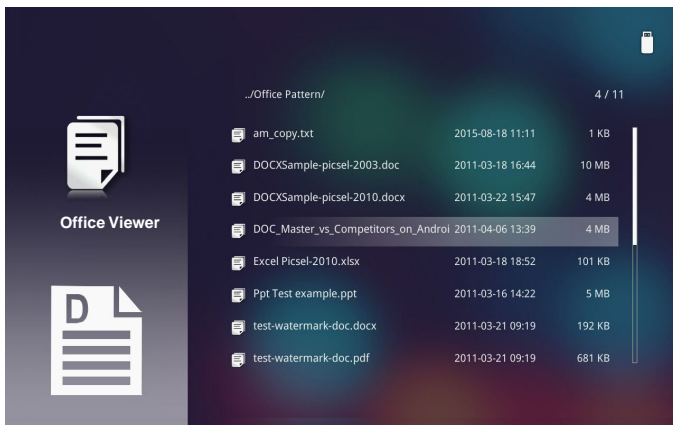 ../Office Pattern/ 4 / 11
am_copy.txt 2015-08-18 11:11 1 KB
DOCXSample-picsel-2003.doc 2011-03-18 16:44 10 MB
DOCXSample-picsel-2010.docx 2011-03-22 15:47 4 MB
Office Viewer
DOC_Master_vs_Competitors_on_Androi 2011-04-06 13:39 4 MB
Excel Picsel-2010.xlsx 2011-03-18 18:52 101 KB
Ppt Test example.ppt 2011-03-16 14:22 5 MB
D
test-watermark-doc.docx 2011-03-21 09:19 192 KB
test-watermark-doc.pdf 2011-03-21 09:19 681 KB